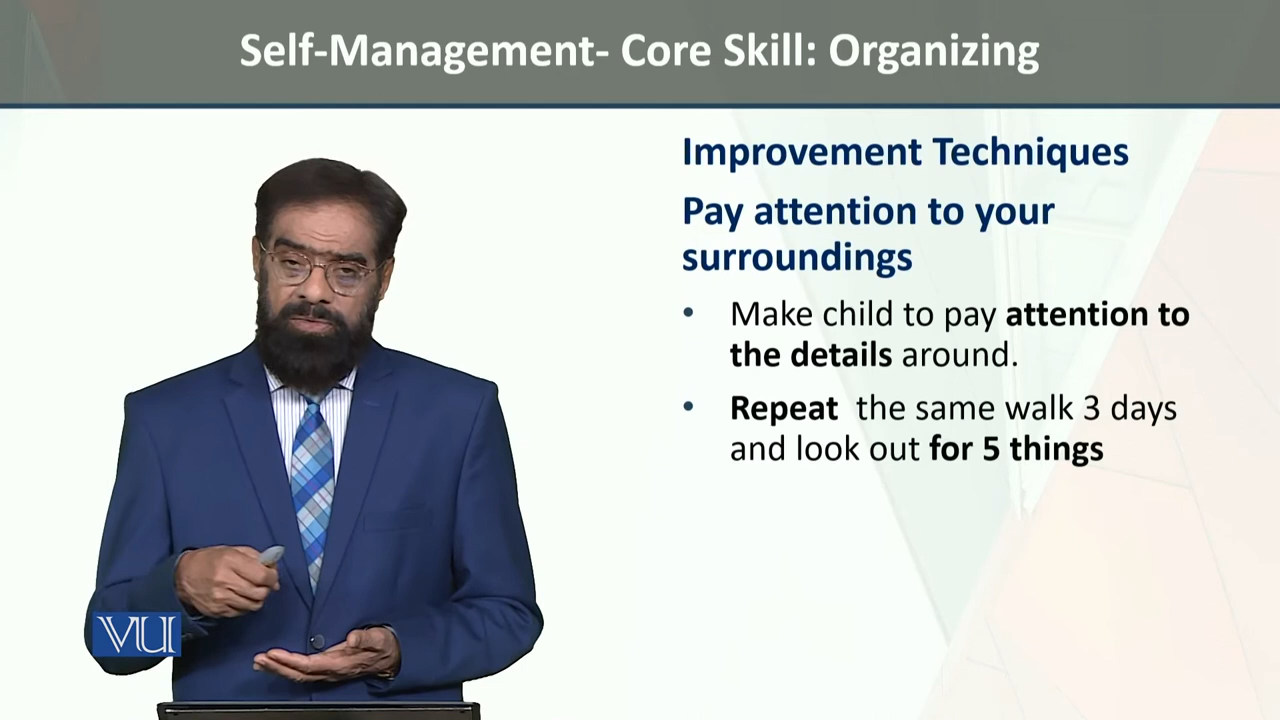 Self-Management- Core Skill: Organizing
Improvement Techniques
Pay attention to your
surroundings
• Make child to pay attention to
the details around.
• Repeat the same walk 3 days
and look out for 5 things
VU